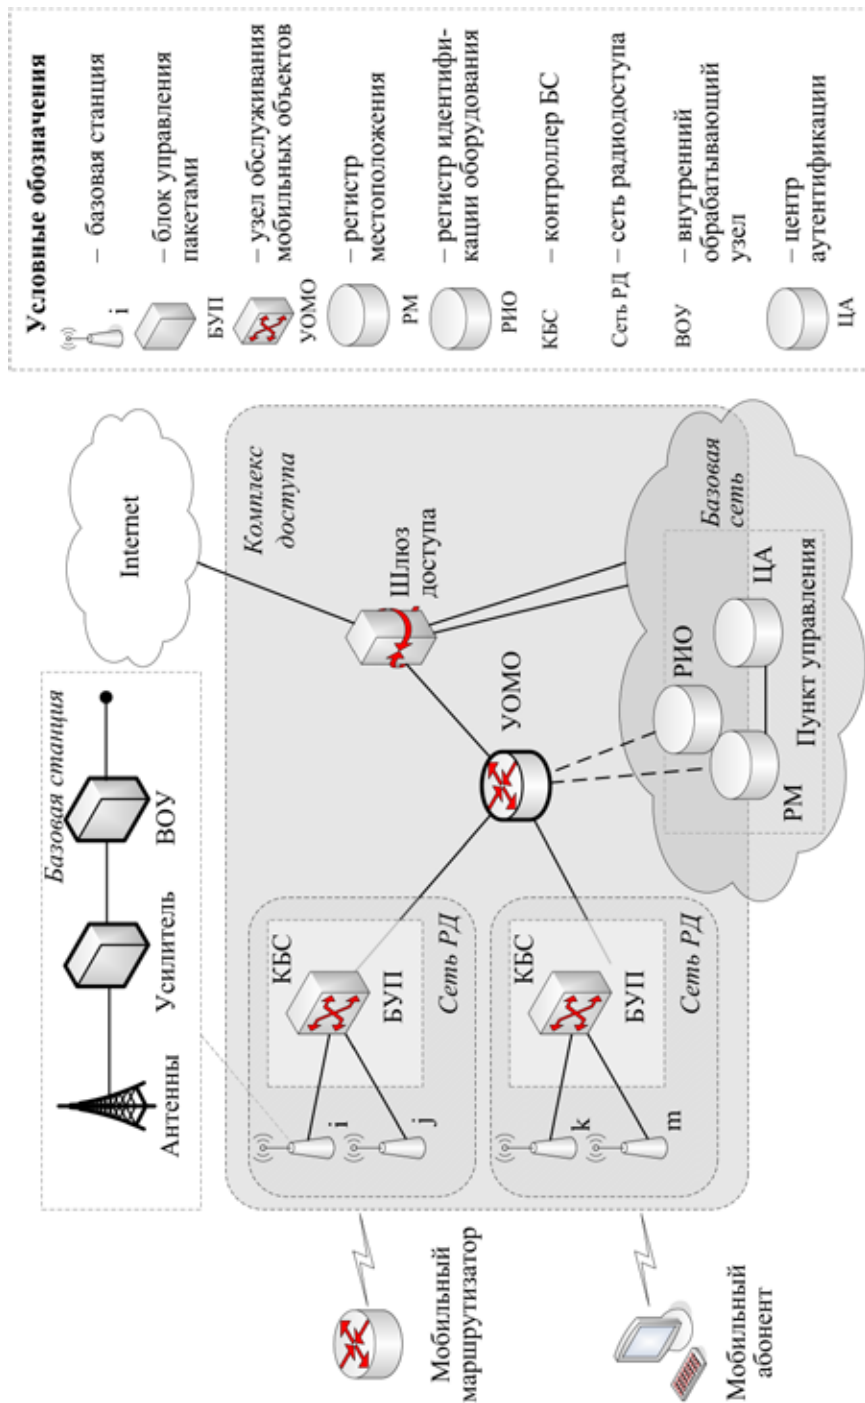 Базовая станция
Антенны
Усилитель
ВОУ
Internet
Комплекс
доступа
Шлюз
доступа
УОМО
КБС
БУП
Сеть РД
i
j
КБС
БУП
Сеть РД
k
m
Мобильный
маршрутизатор
Мобильный
абонент
Базовая
сеть
РИО
ЦА
РМ
Пункт управления
Условные обозначения
i
– базовая станция
БУП
– блок управления
пакетами
УОМО
– узел обслуживания
мобильных объектов
РМ
– регистр
местоположения
РИО
– регистр идентифи-
кации оборудования
КБС
– контроллер БС
Сеть РД
– сеть радиодоступа
ВОУ
– внутренний
обрабатывающий
узел
ЦА
– центр
аутентификации